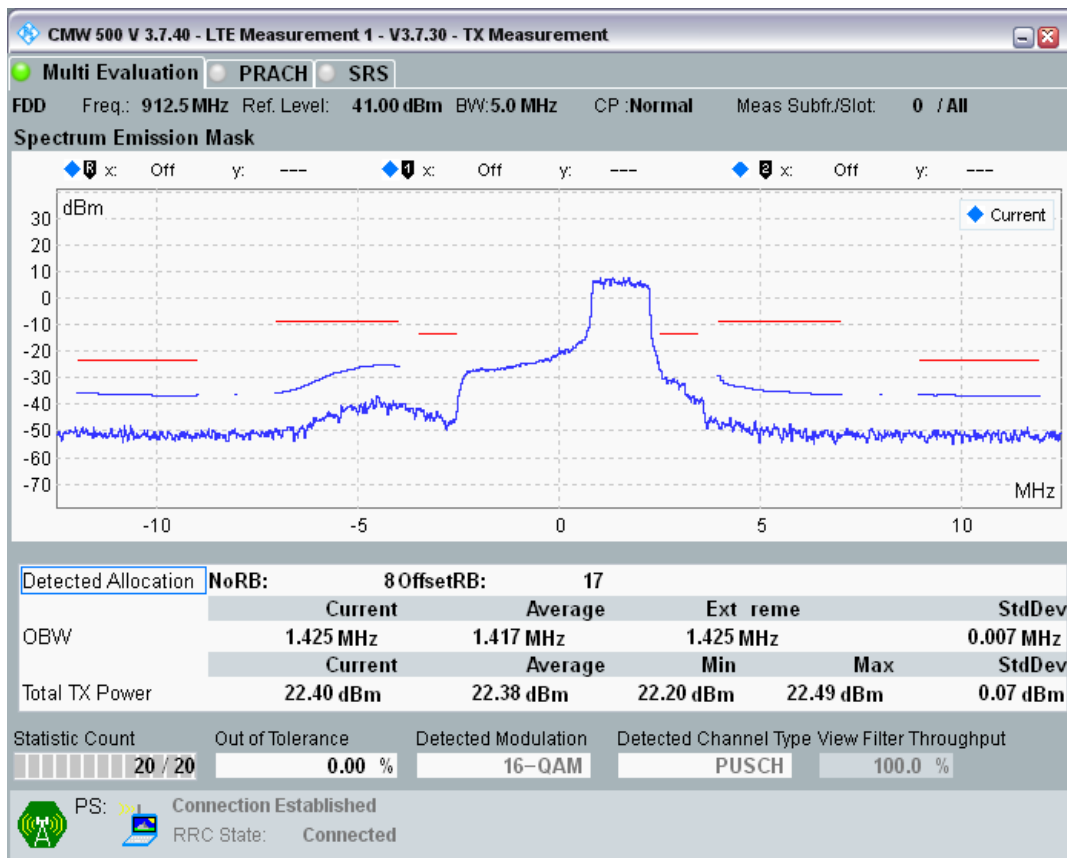 CMW 500 V 3.7.40 - LTE Measurement 1 - V3.7.30 - TX Measurement
Multi Evaluation PRACH SRS
FDD Freq.: 912.5 MHz Ref. Level: 41.00 dBm BW:5.0 MHz CP :Normal Meas Subfr./Slot: 0 / All
Spectrum Emission Mask
R x: Off y: --- 1 x: Off y: --- 2 x: Off y: ---
dBm
Current
30
20
10
0
-10
-20
-30
-40
-50
-60
-70
MHz
-10 -5 0 5 10
Detected Allocation NoRB: 8 OffsetRB: 17
Current Average Ext reme StdDev
OBW 1.425 MHz 1.417 MHz 1.425 MHz 0.007 MHz
Current Average Min Max StdDev
Total TX Power 22.40 dBm 22.38 dBm 22.20 dBm 22.49 dBm 0.07 dBm
Statistic Count Out of Tolerance Detected Modulation Detected Channel Type View Filter Throughput
20 / 20 0.00 % 16-QAM PUSCH 100.0 %
PS: Connection Established
RRC State: Connected